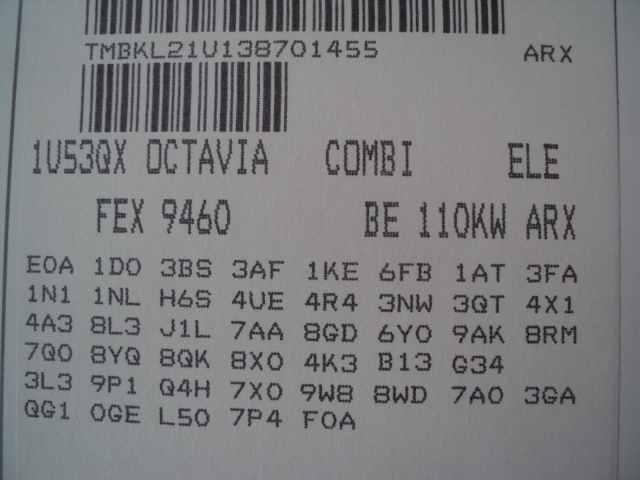 TMBKL21U138701455 ARX
1U53QX OCTAVIA COMBI ELE
FEX 9460 BE 110KW ARX
E0A 1D0 3BS 3AF 1KE 6FB 1AT 3FA
1N1 1NL H6S 4UE 4R4 3NW 3QT 4X1
4A3 8L3 J1L 7AA 8GD 6Y0 9AK 8RM
7Q0 8YQ 8QK 8X0 4K3 B13 G34
3L3 9P1 Q4H 7X0 9W8 8WD 7A0 3GA
QG1 0GE L50 7P4 F0A